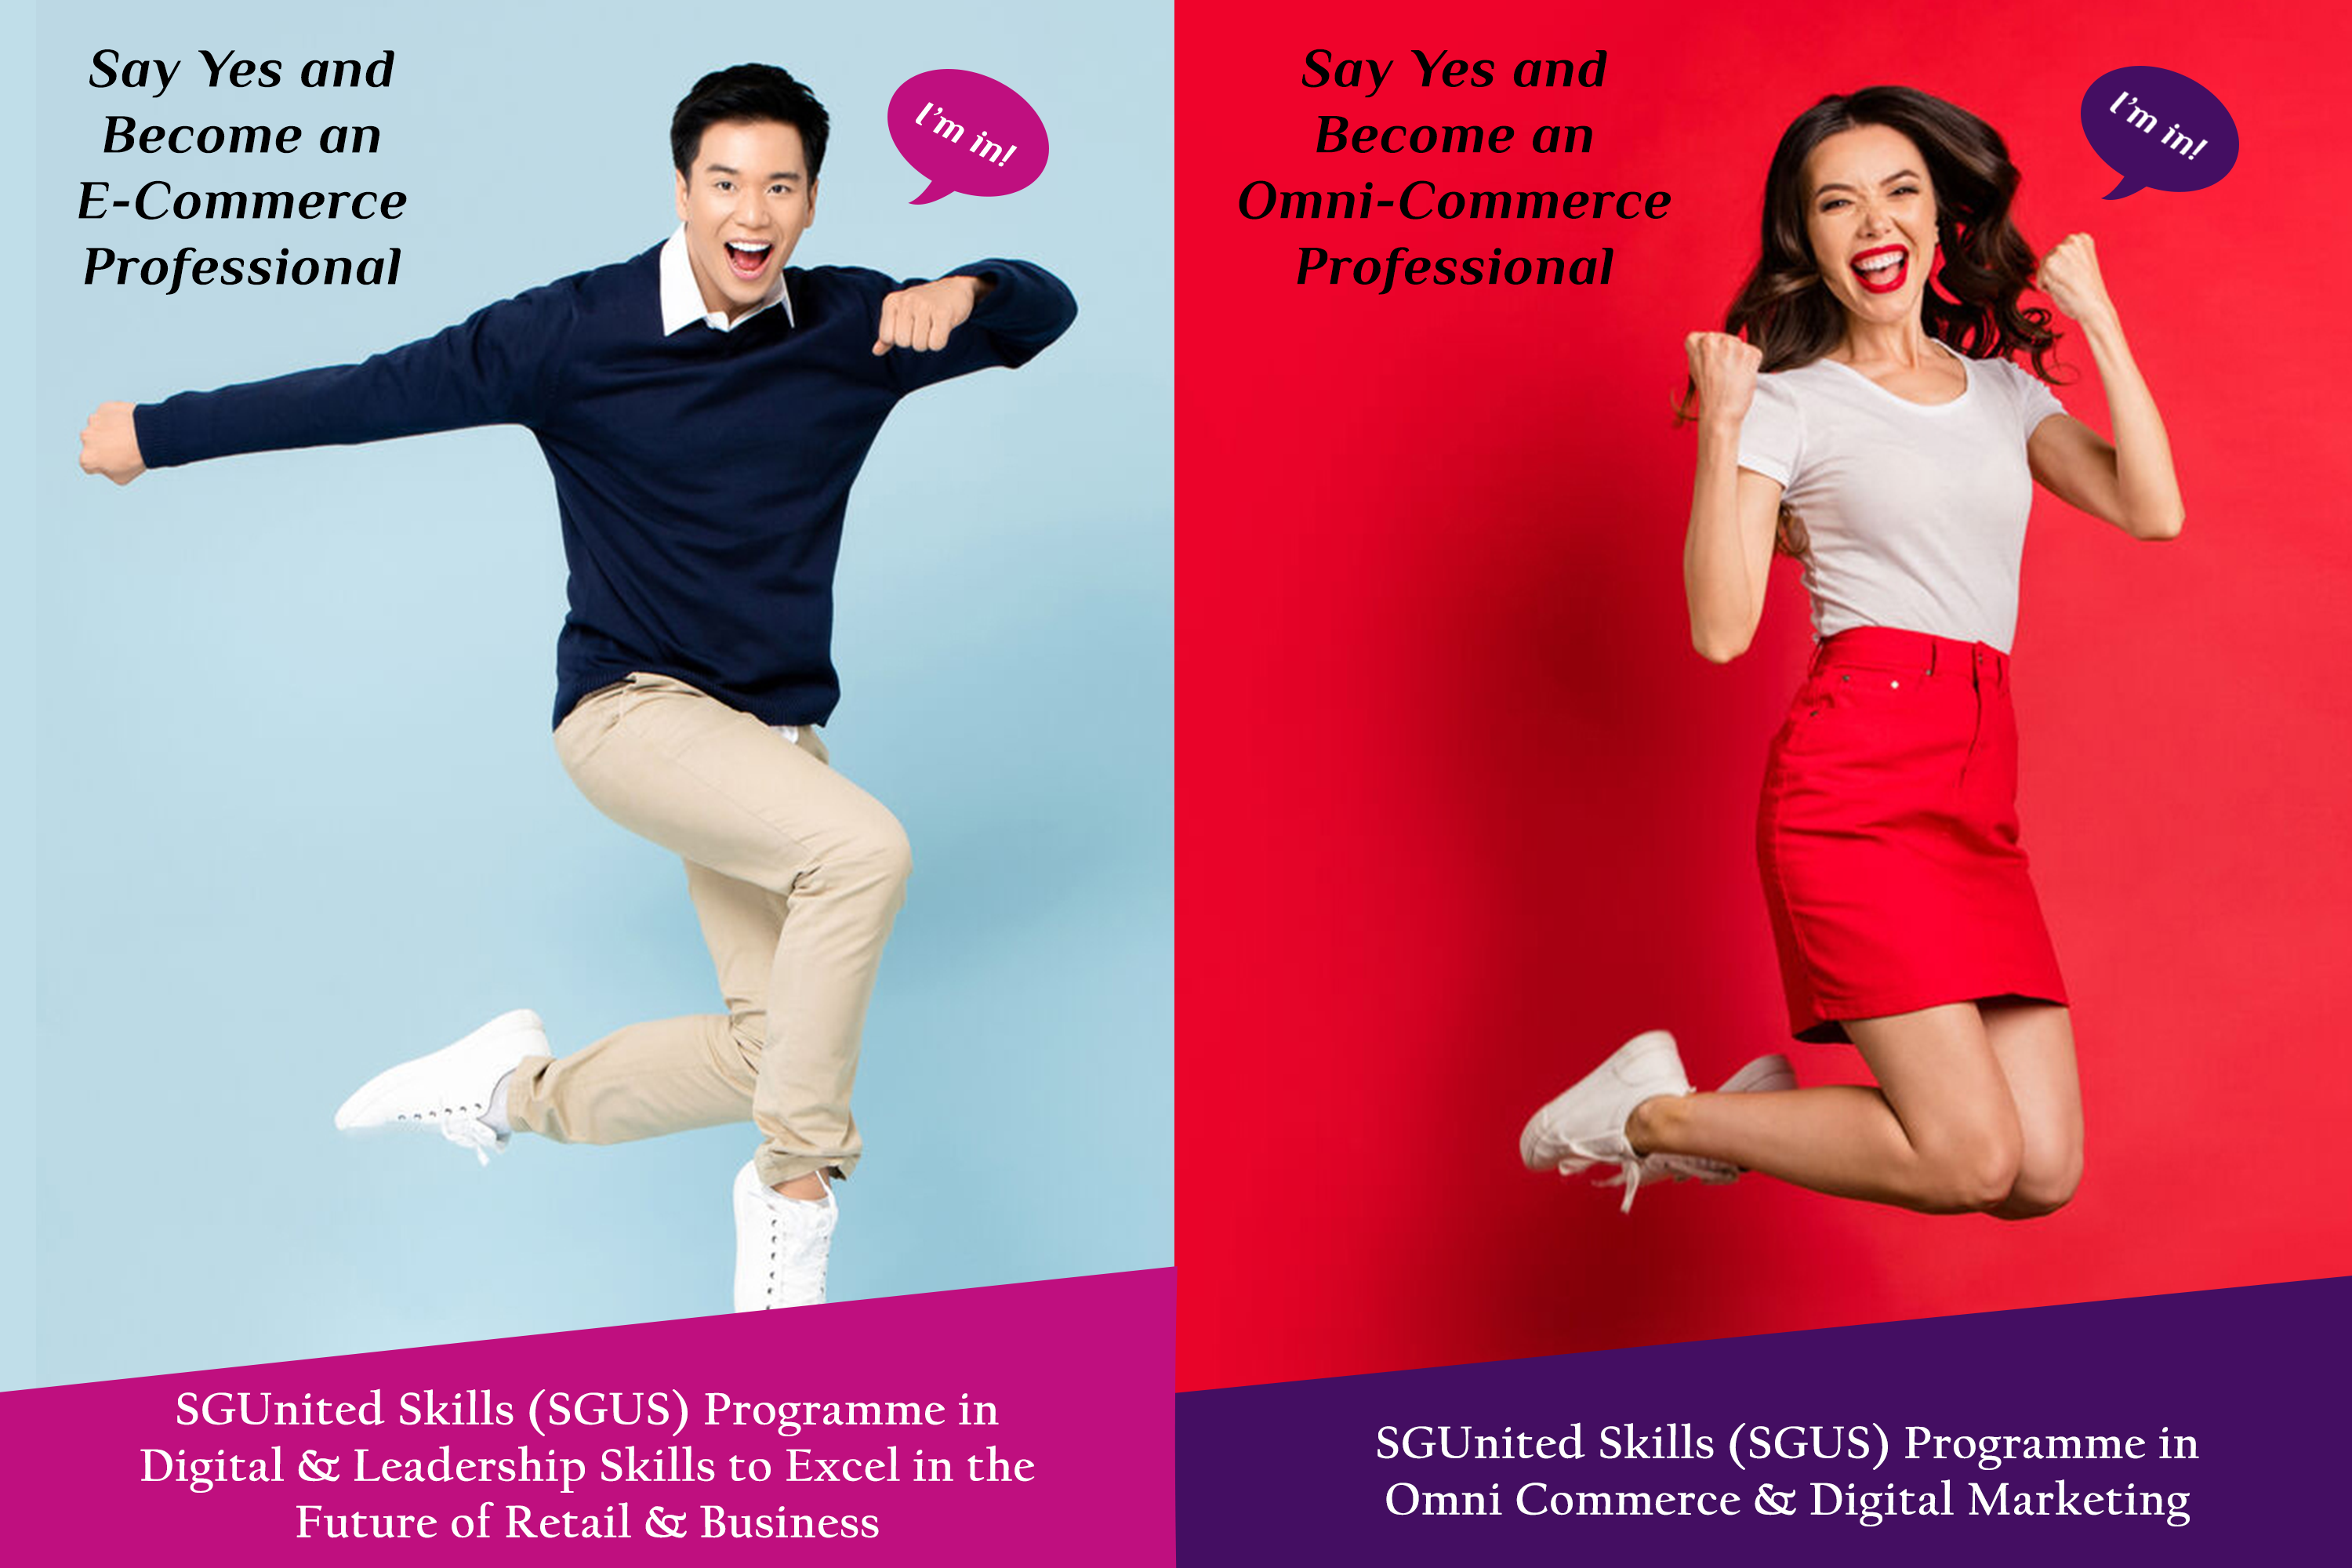 Say Yes and
Become an
E-Commerce
Professional
I'm in!
SGUnited Skills (SGUS) Programme in
Digital & Leadership Skills to Excel in the
Future of Retail & Business
Say Yes and
Become an
Omni-Commerce
Professional
I'm in!
SGUnited Skills (SGUS) Programme in
Omni Commerce & Digital Marketing